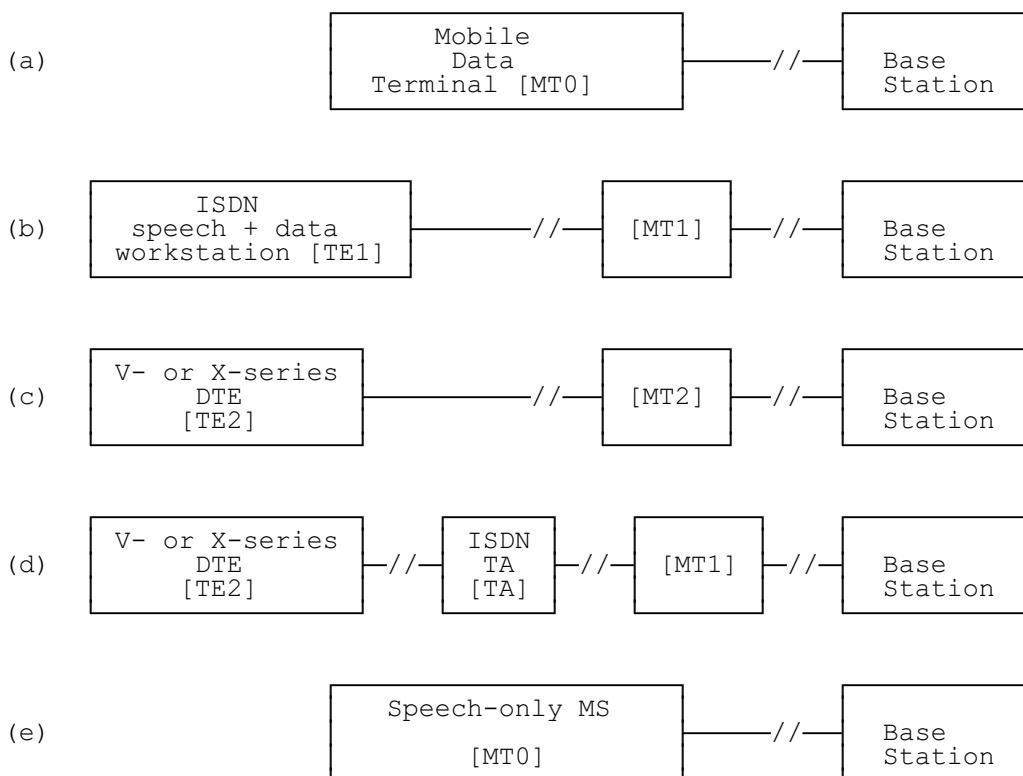 (a)
Mobile
Data
Terminal [MT0]
//
Base
Station
(b)
ISDN
speech + data
workstation [TE1]
//
[MT1]
//
Base
Station
(c)
V- or X-series
DTE
[TE2]
//
[MT2]
//
Base
Station
(d)
V- or X-series
DTE
[TE2]
//
ISDN
TA
[TA]
//
[MT1]
//
Base
Station
(e)
Speech-only MS
[MT0]
//
Base
Station